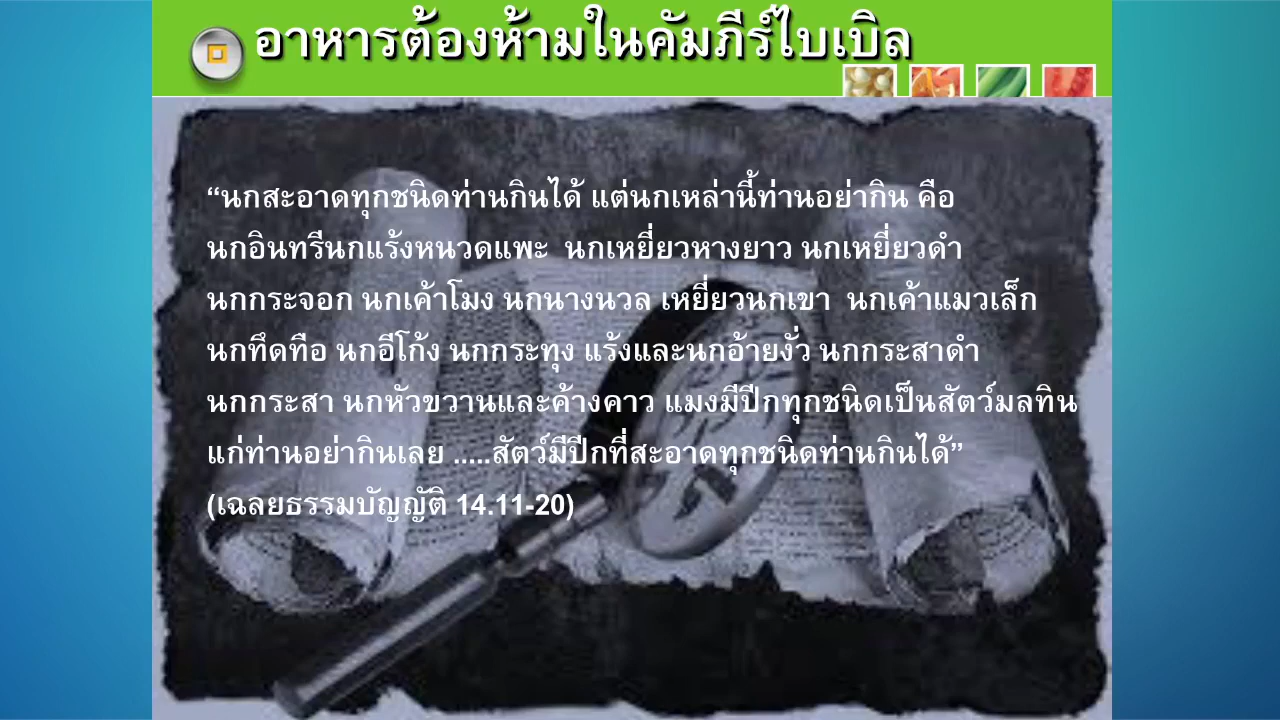 อาหารต้องห้ามในคัมภีร์ไบเบิล
“นกสะอาดทุกชนิดท่านกินได้ แต่นกเหล่านี้ท่านอย่ากิน คือ
นกอินทรีนกแร้งหนวดแพะ  นกเหยี่ยวหางยาว นกเหยี่ยวดำ
นกกระจอก นกเค้าโมง นกนางนวล เหยี่ยวนกเขา  นกเค้าแมวเล็ก
นกทึดทือ นกอีโก้ง นกกระทุง แร้งและนกอ้ายงั่ว นกกระสาดำ
นกกระสา นกหัวขวานและค้างคาว แมงมีปีกทุกชนิดเป็นสัตว์มลทิน
แก่ท่านอย่ากินเลย .....สัตว์มีปีกที่สะอาดทุกชนิดท่านกินได้”
(เฉลยธรรมบัญญัติ 14.11-20)